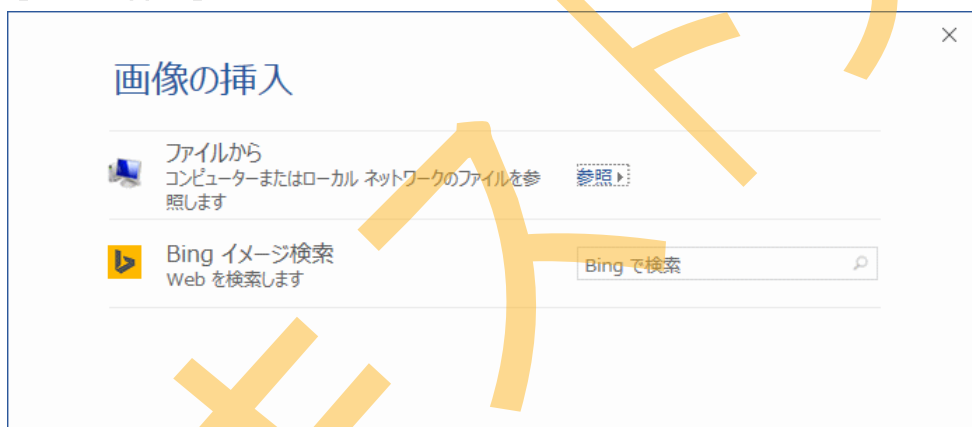 画像の挿入
ファイルから
コンピューターまたはローカル ネットワークのファイルを参
照します
参照
Bing イメージ検索
Web を検索します
Bing で検索